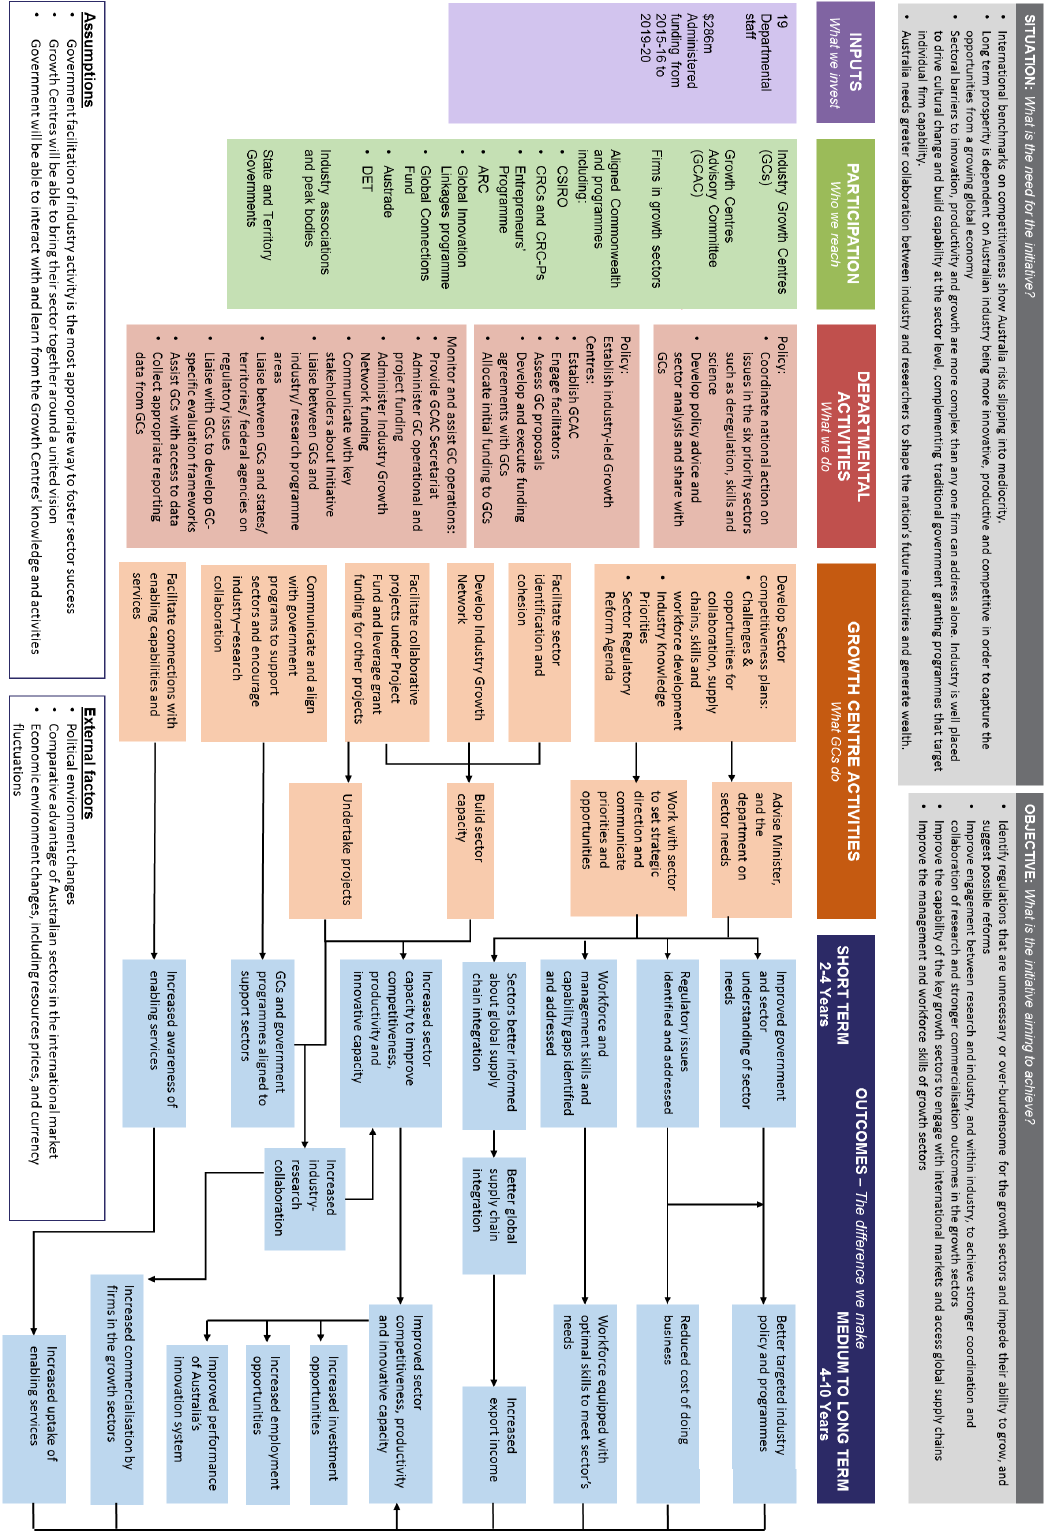 SITUATION: What is the need for the initiative?
• International benchmarks on competitiveness show Australia risks slipping into mediocrity.
• Long term prosperity is dependent on Australian industry being more innovative, productive and competitive in order to capture the
opportunities from a growing global economy
• Sectoral barriers to innovation, productivity and growth are more complex than any one firm can address alone. Industry is well placed
to drive cultural change and build capability at the sector level, complementing traditional government granting programmes that target
individual firm capability.
• Australia needs greater collaboration between industry and researchers to shape the nation's future industries and generate wealth.
OBJECTIVE: What is the initiative aiming to achieve?
• Identify regulations that are unnecessary or over-burdensome for the growth sectors and impede their ability to grow, and
suggest possible reforms
• Improve engagement between research and industry, and within industry, to achieve stronger coordination and
collaboration of research and stronger commercialisation outcomes in the growth sectors
• Improve the capability of the key growth sectors to engage with international markets and access global supply chains
• Improve the management and workforce skills of growth sectors
INPUTS
What we invest
PARTICIPATION
Who we reach
DEPARTMENTAL
ACTIVITIES
What we do
GROWTH CENTRE ACTIVITIES
What GCs do
OUTCOMES – The difference we make
SHORT TERM
2-4 Years
MEDIUM TO LONG TERM
4-10 Years
19
Departmental
staff
$286m
Administered
funding from
2015-16 to
2019-20
Industry Growth Centres
(GCs)
Growth Centres
Advisory Committee
(GCAC)
Firms in growth sectors
Aligned Commonwealth
and programmes
including:
• CSIRO
• CRCs and CRC-Ps
• Entrepreneurs'
Programme
• ARC
• Global Innovation
Linkages programme
• Global Connections
Fund
• Austrade
• DET
Industry associations
and peak bodies
State and Territory
Governments
Policy:
• Coordinate national action on
issues in the six priority sectors
such as deregulation, skills and
science
• Develop policy advice and
sector analysis and share with
GCs
Policy:
Establish industry-led Growth
Centres:
• Establish GCAC
• Engage facilitators
• Assess GC proposals
• Develop and execute funding
agreements with GCs
• Allocate initial funding to GCs
Monitor and assist GC operations:
• Provide GCAC Secretariat
• Administer GC operational and
project funding
• Administer Industry Growth
Network funding
• Communicate with key
stakeholders about Initiative
• Liaise between GCs and
industry/ research programme
areas
• Liaise between GCs and states/
territories/ federal agencies on
regulatory issues
• Liaise with GCs to develop GC-
specific evaluation frameworks
• Assist GCs with access to data
• Collect appropriate reporting
data from GCs
Develop Sector
competitiveness plans:
• Challenges &
opportunities for
collaboration, supply
chains, skills and
workforce development
• Industry Knowledge
Priorities
• Sector Regulatory
Reform Agenda
Facilitate sector
identification and
cohesion
Develop Industry Growth
Network
Facilitate collaborative
projects under Project
Fund and leverage grant
funding for other projects
Communicate and align
with government
programs to support
sectors and encourage
industry–research
collaboration
Facilitate connections with
enabling capabilities and
services
Advise Minister,
and the
department on
sector needs
Work with sector
to set strategic
direction and
communicate
priorities and
opportunities
Build sector
capacity
Undertake projects
Improved government
and sector
understanding of sector
needs
Regulatory issues
identified and addressed
Workforce and
management skills and
capability gaps identified
and addressed
Sectors better informed
about global supply
chain integration
Increased sector
capacity to improve
competitiveness,
productivity and
innovative capacity
GCs and government
programmes aligned to
support sectors
Increased awareness of
enabling services
Better global
supply chain
integration
Increased
industry-
research
collaboration
Better targeted industry
policy and programmes
Reduced cost of doing
business
Workforce equipped with
optimal skills to meet sector's
needs
Increased
export income
Improved sector
competitiveness, productivity
and innovative capacity
Increased investment
opportunities
Increased employment
opportunities
Improved performance
of Australia's
innovation system
Increased commercialisation by
firms in the growth sectors
Increased uptake of
enabling services
Assumptions
• Government facilitation of industry activity is the most appropriate way to foster sector success
• Growth Centres will be able to bring their sector together around a united vision
• Government will be able to interact with and learn from the Growth Centres' knowledge and activities
External factors
• Political environment changes
• Comparative advantage of Australian sectors in the international market
• Economic environment changes, including resources prices, and currency
fluctuations